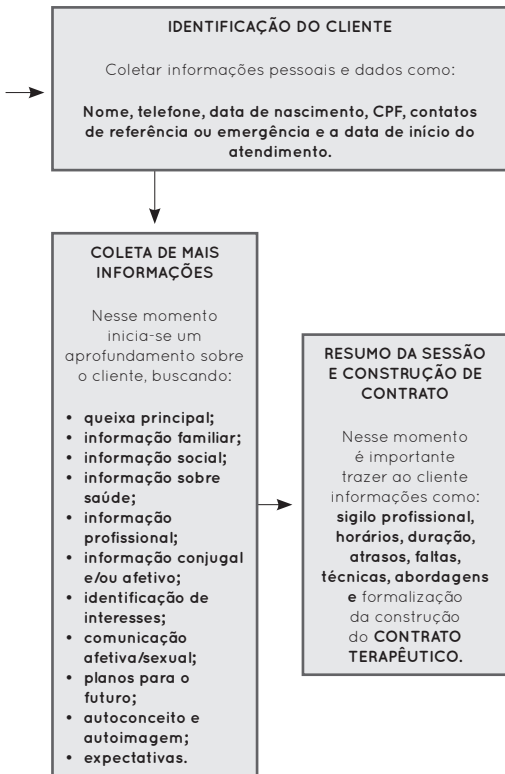 IDENTIFICAÇÃO DO CLIENTE
Coletar informações pessoais e dados como:
Nome, telefone, data de nascimento, CPF, contatos
de referência ou emergência e a data de início do
atendimento.
COLETA DE MAIS
INFORMAÇÕES
Nesse momento
inicia-se um
aprofundamento sobre
o cliente, buscando:
• queixa principal;
• informação familiar;
• informação social;
• informação sobre
saúde;
• informação
profissional;
• informação conjugal
e/ou afetivo;
• identificação de
interesses;
• comunicação
afetiva/sexual;
• planos para o
futuro;
• autoconceito e
autoimagem;
• expectativas.
RESUMO DA SESSÃO
E CONSTRUÇÃO DE
CONTRATO
Nesse momento
é importante
trazer ao cliente
informações como:
sigilo profissional,
horários, duração,
atrasos, faltas,
técnicas, abordagens
e formalização
da construção
do CONTRATO
TERAPÊUTICO.